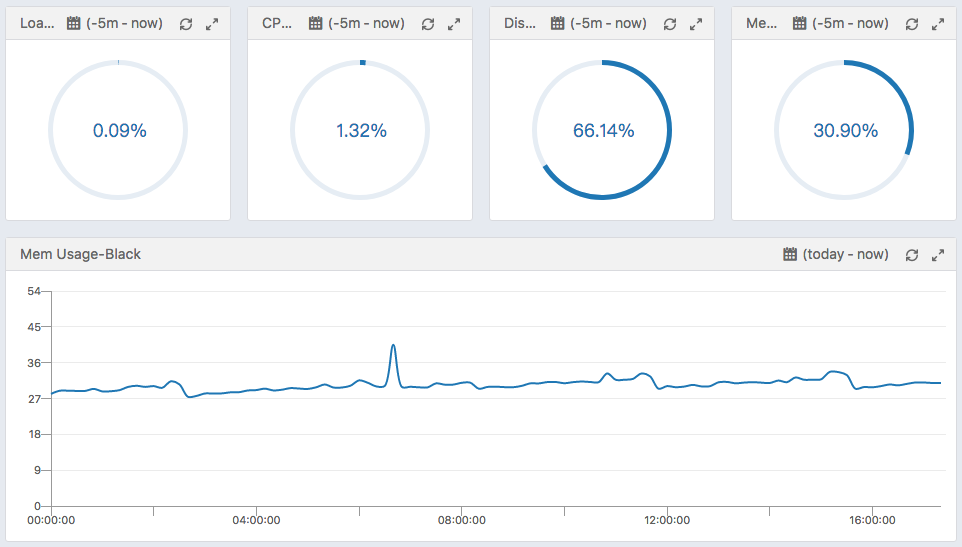 Loa... (-5m - now)
CP... (-5m - now)
Dis... (-5m - now)
Me... (-5m - now)
0.09%
1.32%
66.14%
30.90%
Mem Usage-Black (today - now)
54
45
36
27
18
9
0
00:00:00 04:00:00 08:00:00 12:00:00 16:00:00